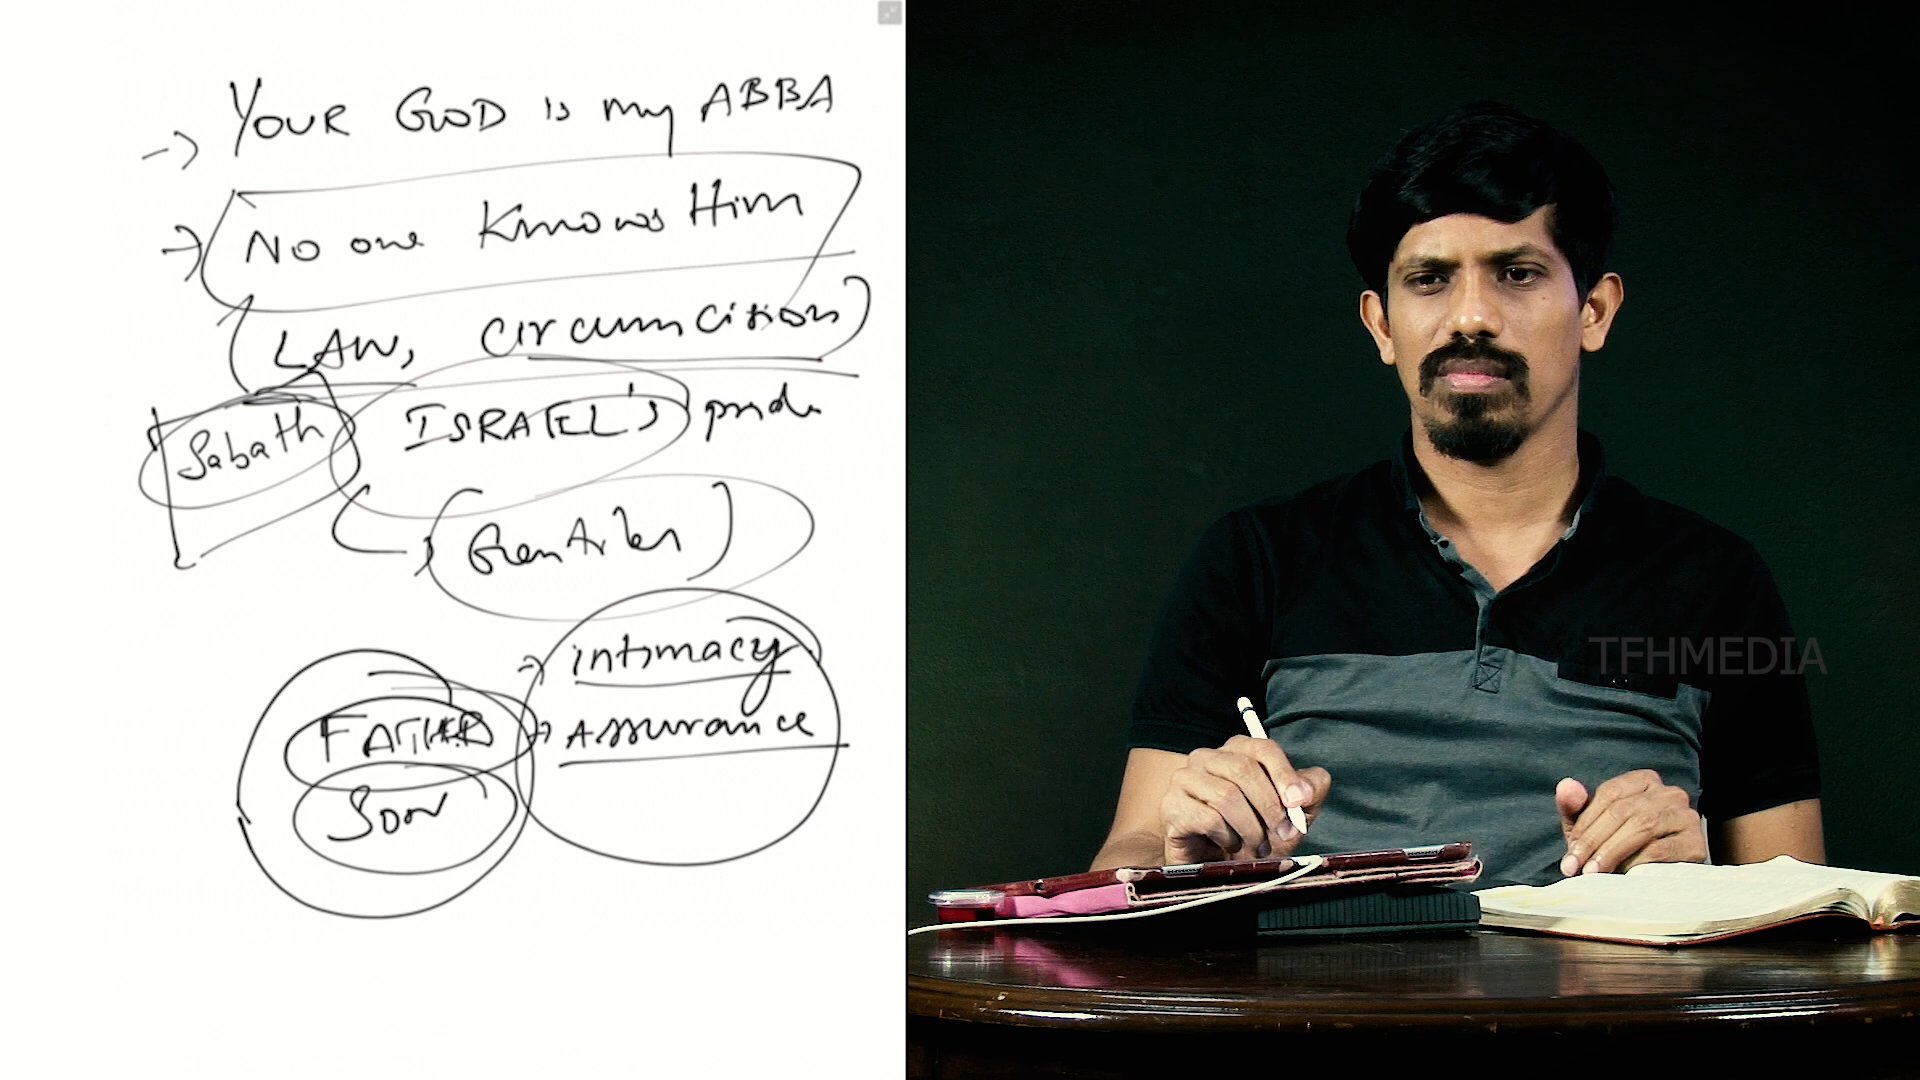 -> YOUR GOD is my ABBA
-> No one Knows Him
(LAW, Circumcition)
Sabath ISRAEL's pride
(Gentiles)
-> intimacy
FATHER -> Assurance
SON
TFHMEDIA